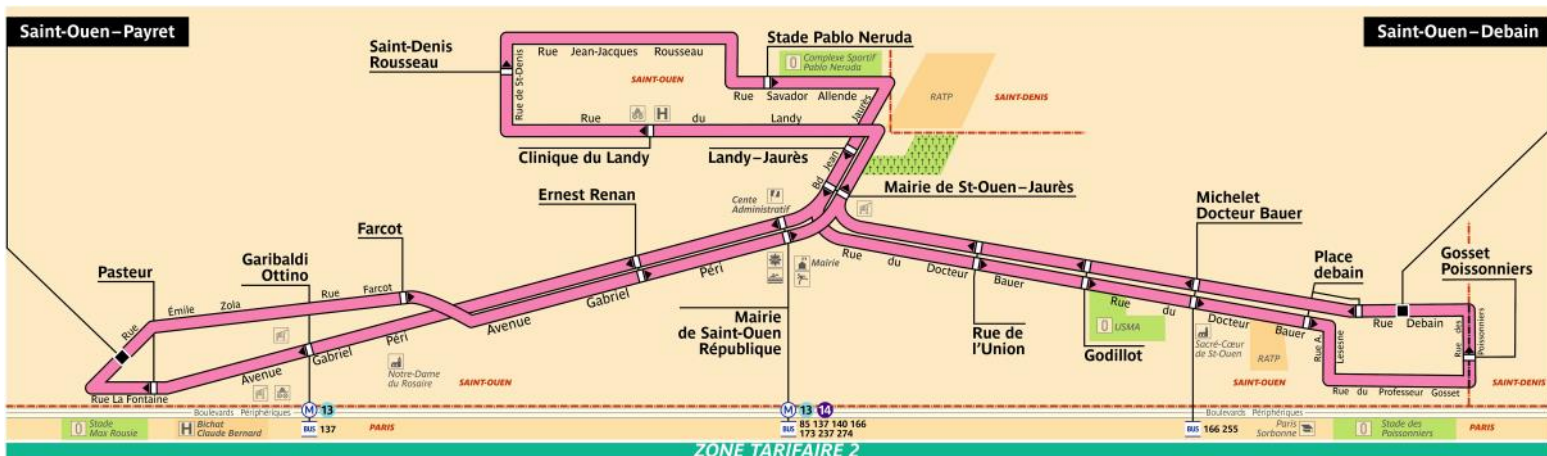 Saint-Ouen–Payret
Saint-Ouen–Debain
Saint-Denis
Rousseau
Rue Jean-Jacques Rousseau
Stade Pablo Neruda
Complexe Sportif
Pablo Neruda
Rue de St-Denis
SAINT-OUEN
RATP
SAINT-DENIS
Rue Savador Allende
Rue du Landy
Bd Jean Jaurès
Clinique du Landy
Landy–Jaurès
Mairie de St-Ouen–Jaurès
Ernest Renan
Cente
Administratif
Michelet
Docteur Bauer
Farcot
Garibaldi
Ottino
Pasteur
Place
debain
Gosset
Poissonniers
Mairie
Rue Émile Zola
Rue Farcot
Avenue Gabriel Péri
Avenue Gabriel Péri
Rue du Docteur Bauer
Rue du Docteur Bauer
Rue Debain
Rue des
Poissonniers
Rue A.
Lesesne
Mairie
de Saint-Ouen
République
Rue de
l'Union
Godillot
USMA
Sacré-Cœur
de St-Ouen
RATP
Notre-Dame
du Rosaire
SAINT-OUEN
SAINT-OUEN
SAINT-DENIS
Rue La Fontaine
Rue du Professeur Gosset
Boulevards Périphériques
Boulevards Périphériques
Stade
Max Rousie
H Bichat
Claude Bernard
M 13
BUS 137
PARIS
M 13 14
BUS 85 137 140 166
173 237 274
BUS 166 255
Paris
Sorbonne
Stade des
Poissonniers
PARIS
H
ZONE TARIFAIRE 2